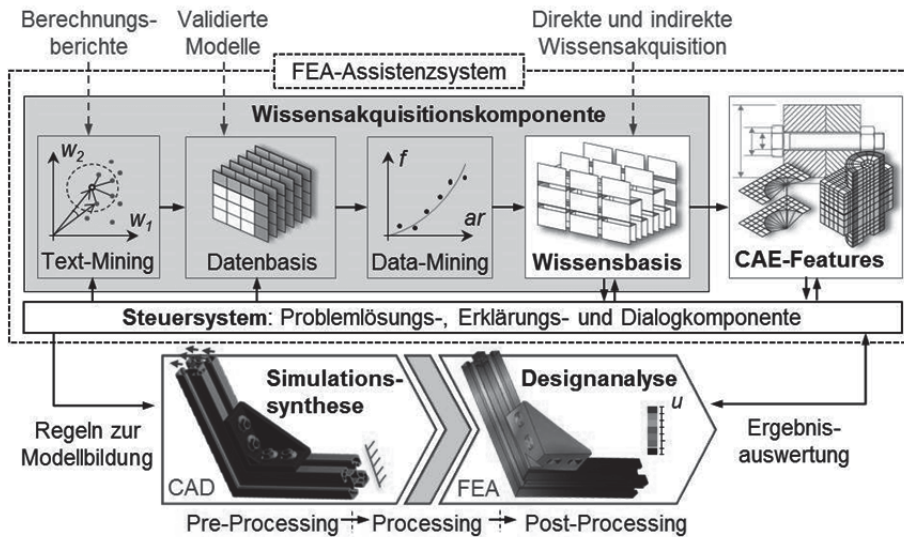 Berechnungs-
berichte
Validierte
Modelle
Direkte und indirekte
Wissensakquisition
FEA-Assistenzsystem
Wissensakquisitionskomponente
w2
w1
Text-Mining
Datenbasis
f
ar
Data-Mining
Wissensbasis
CAE-Features
Steuersystem: Problemlösungs-, Erklärungs- und Dialogkomponente
Regeln zur
Modellbildung
Simulations-
synthese
CAD
Designanalyse
u
FEA
Ergebnis-
auswertung
Pre-Processing Processing Post-Processing